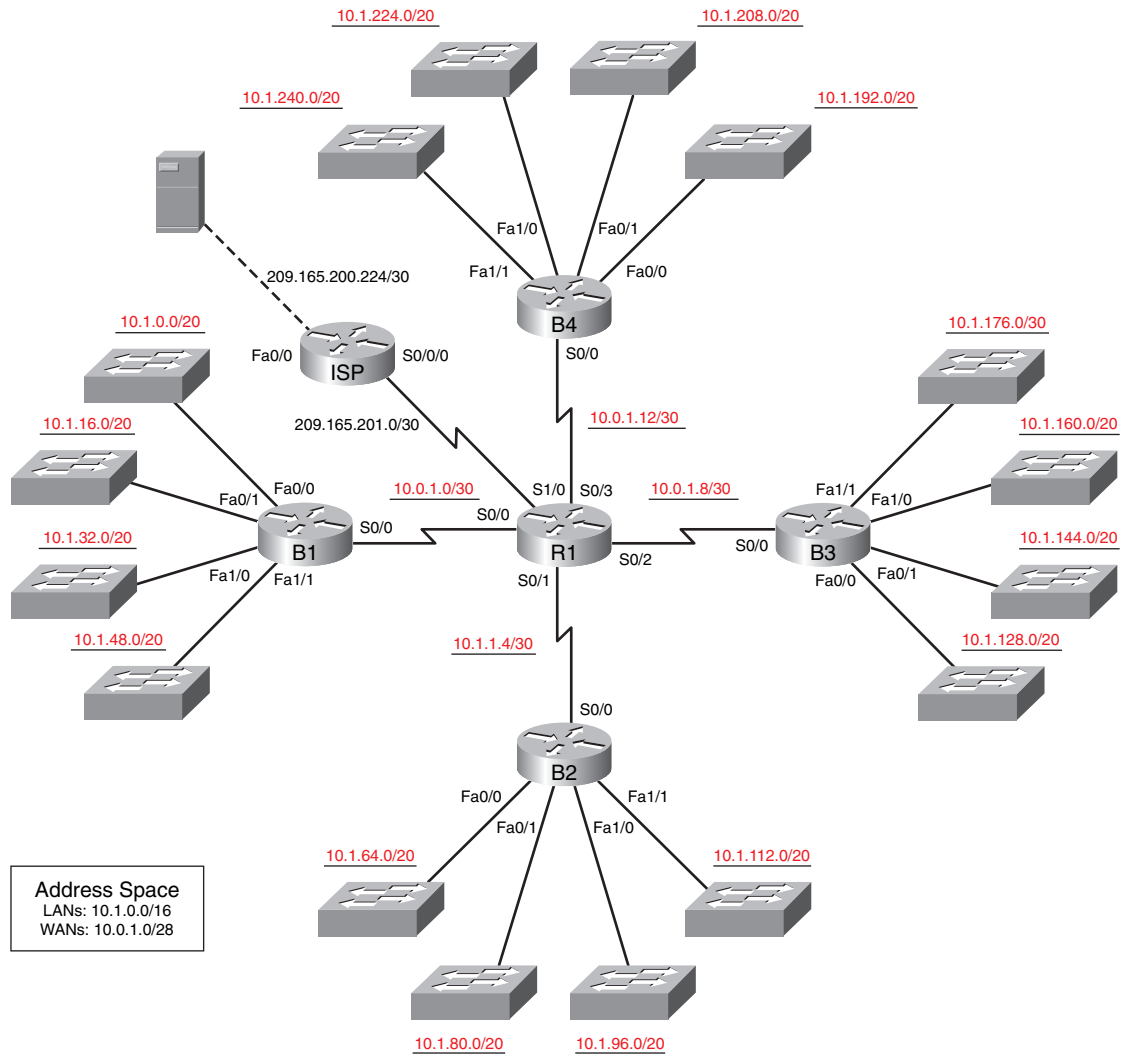 10.1.224.0/20
10.1.208.0/20
10.1.240.0/20
10.1.192.0/20
Fa1/0
Fa0/1
Fa1/1
Fa0/0
209.165.200.224/30
B4
S0/0
10.1.0.0/20
Fa0/0
S0/0/0
ISP
10.1.176.0/30
209.165.201.0/30
10.0.1.12/30
10.1.16.0/20
10.1.160.0/20
Fa0/1
Fa0/0
10.0.1.0/30
S1/0
S0/3
10.0.1.8/30
Fa1/1
Fa1/0
S0/0
S0/0
10.1.32.0/20
B1
R1
B3
10.1.144.0/20
S0/0
S0/2
Fa1/0
Fa1/1
S0/1
Fa0/0
Fa0/1
10.1.48.0/20
10.1.1.4/30
10.1.128.0/20
S0/0
B2
Fa0/0
Fa1/1
Fa0/1
Fa1/0
10.1.64.0/20
10.1.112.0/20
Address Space
LANs: 10.1.0.0/16
WANs: 10.0.1.0/28
10.1.80.0/20
10.1.96.0/20